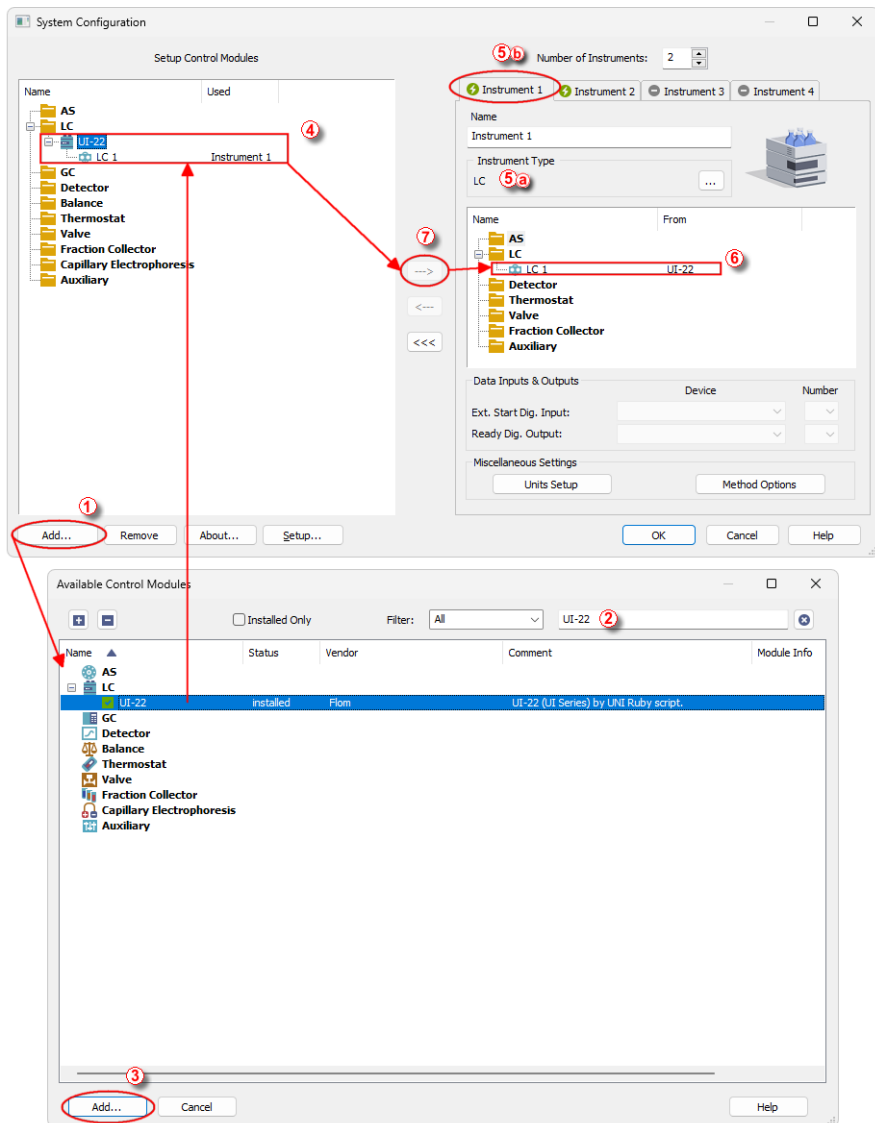 System Configuration
Setup Control Modules
⑤b Number of Instruments: 2
Name Used
AS
LC
UI-22
④
LC 1 Instrument 1
GC
Detector
Balance
Thermostat
Valve
Fraction Collector
Capillary Electrophoresis
Auxiliary
⑦
--->
<---
<<<
Instrument 1 Instrument 2 Instrument 3 Instrument 4
Name
Instrument 1
Instrument Type
LC ⑤a ...
Name From
AS
LC
⑥
LC 1 UI-22
Detector
Thermostat
Valve
Fraction Collector
Auxiliary
Data Inputs & Outputs
Device Number
Ext. Start Dig. Input:
Ready Dig. Output:
Miscellaneous Settings
Units Setup Method Options
①
Add... Remove About... Setup... OK Cancel Help
Available Control Modules
Installed Only Filter: All UI-22 ②
Name Status Vendor Comment Module Info
AS
LC
UI-22 installed Flom UI-22 (UI Series) by UNI Ruby script.
GC
Detector
Balance
Thermostat
Valve
Fraction Collector
Capillary Electrophoresis
Auxiliary
③
Add... Cancel Help